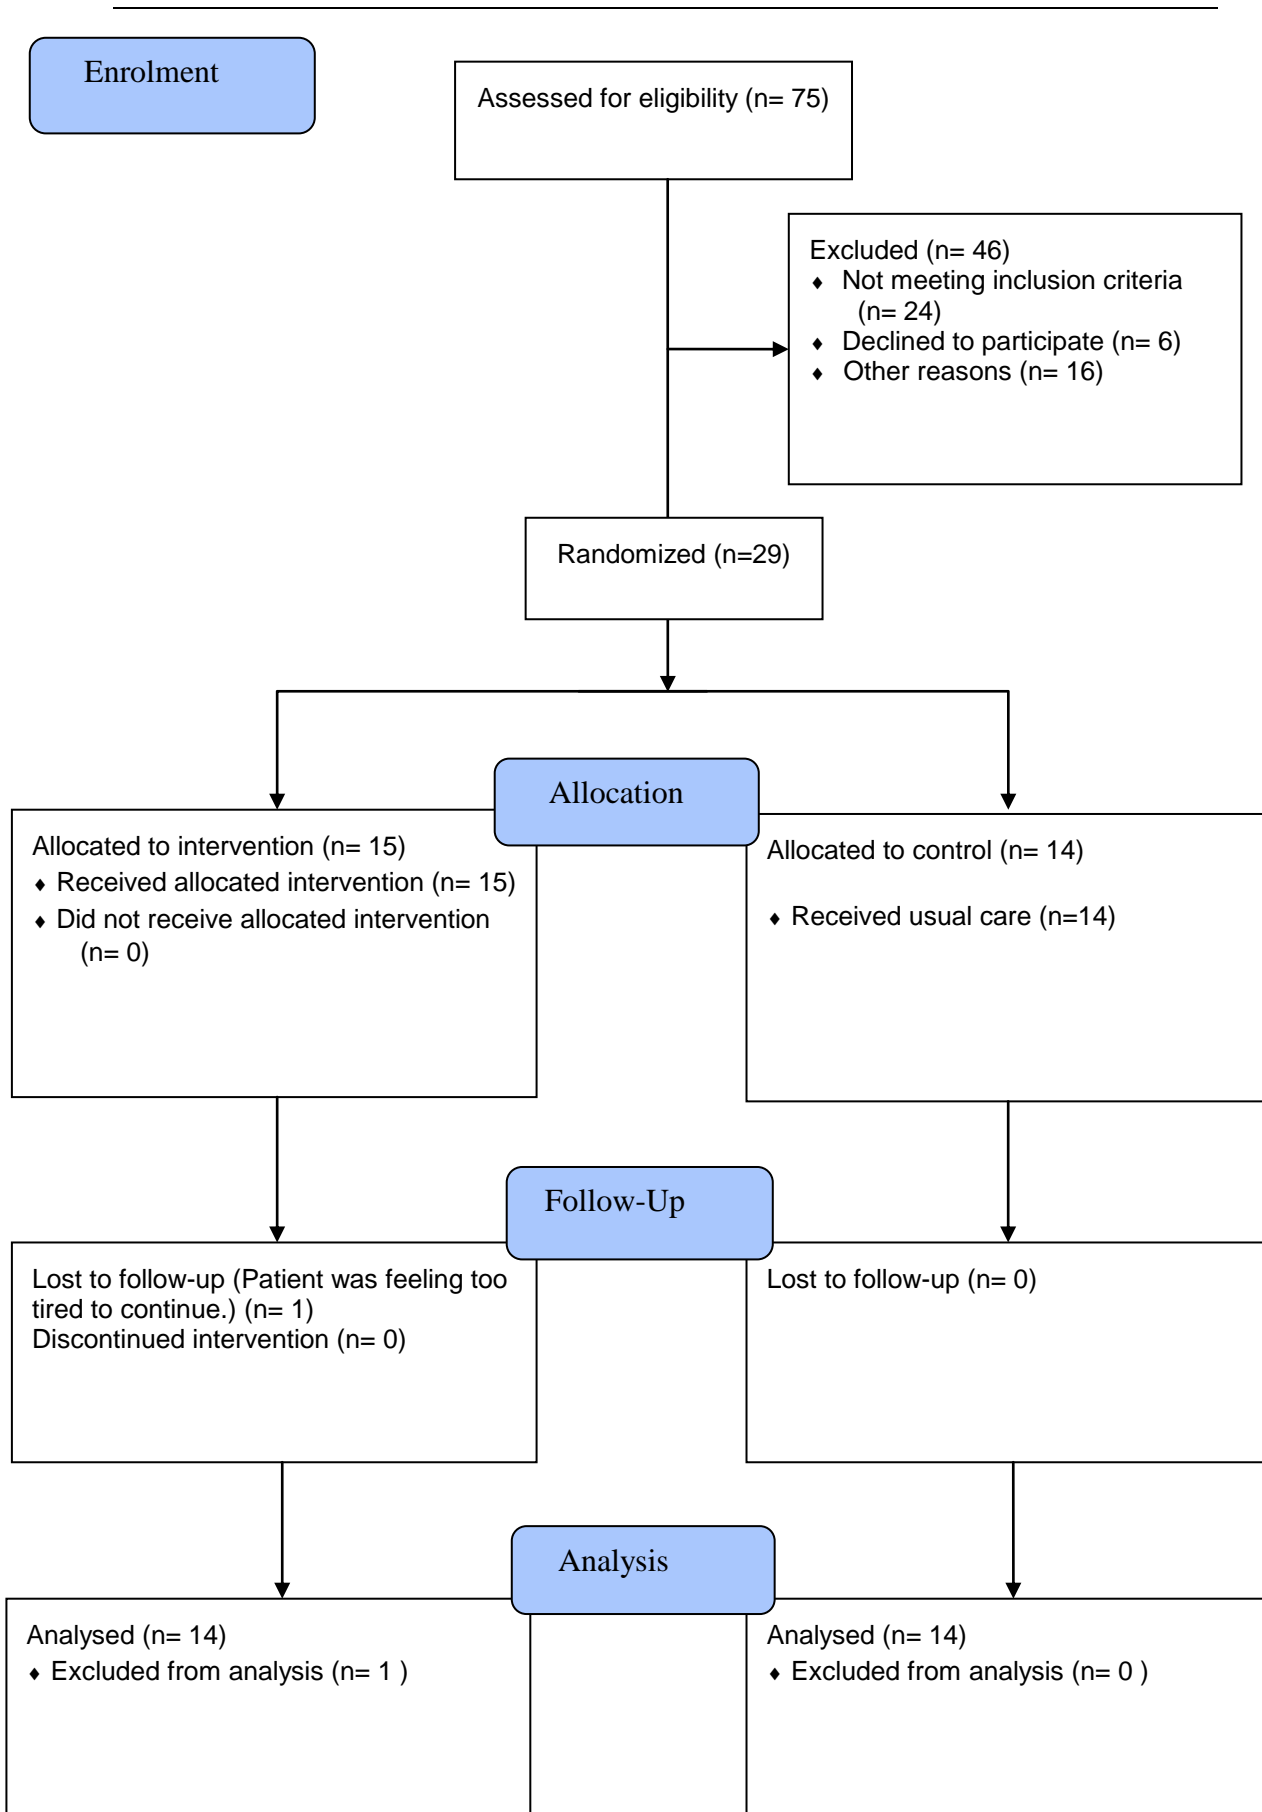 Enrolment
Assessed for eligibility (n= 75)
Excluded (n= 46)
♦ Not meeting inclusion criteria
(n= 24)
♦ Declined to participate (n= 6)
♦ Other reasons (n= 16)
Randomized (n=29)
Allocation
Allocated to intervention (n= 15)
♦ Received allocated intervention (n= 15)
♦ Did not receive allocated intervention
(n= 0)
Allocated to control (n= 14)
♦ Received usual care (n=14)
Follow-Up
Lost to follow-up (Patient was feeling too
tired to continue.) (n= 1)
Discontinued intervention (n= 0)
Lost to follow-up (n= 0)
Analysis
Analysed (n= 14)
♦ Excluded from analysis (n= 1 )
Analysed (n= 14)
♦ Excluded from analysis (n= 0 )